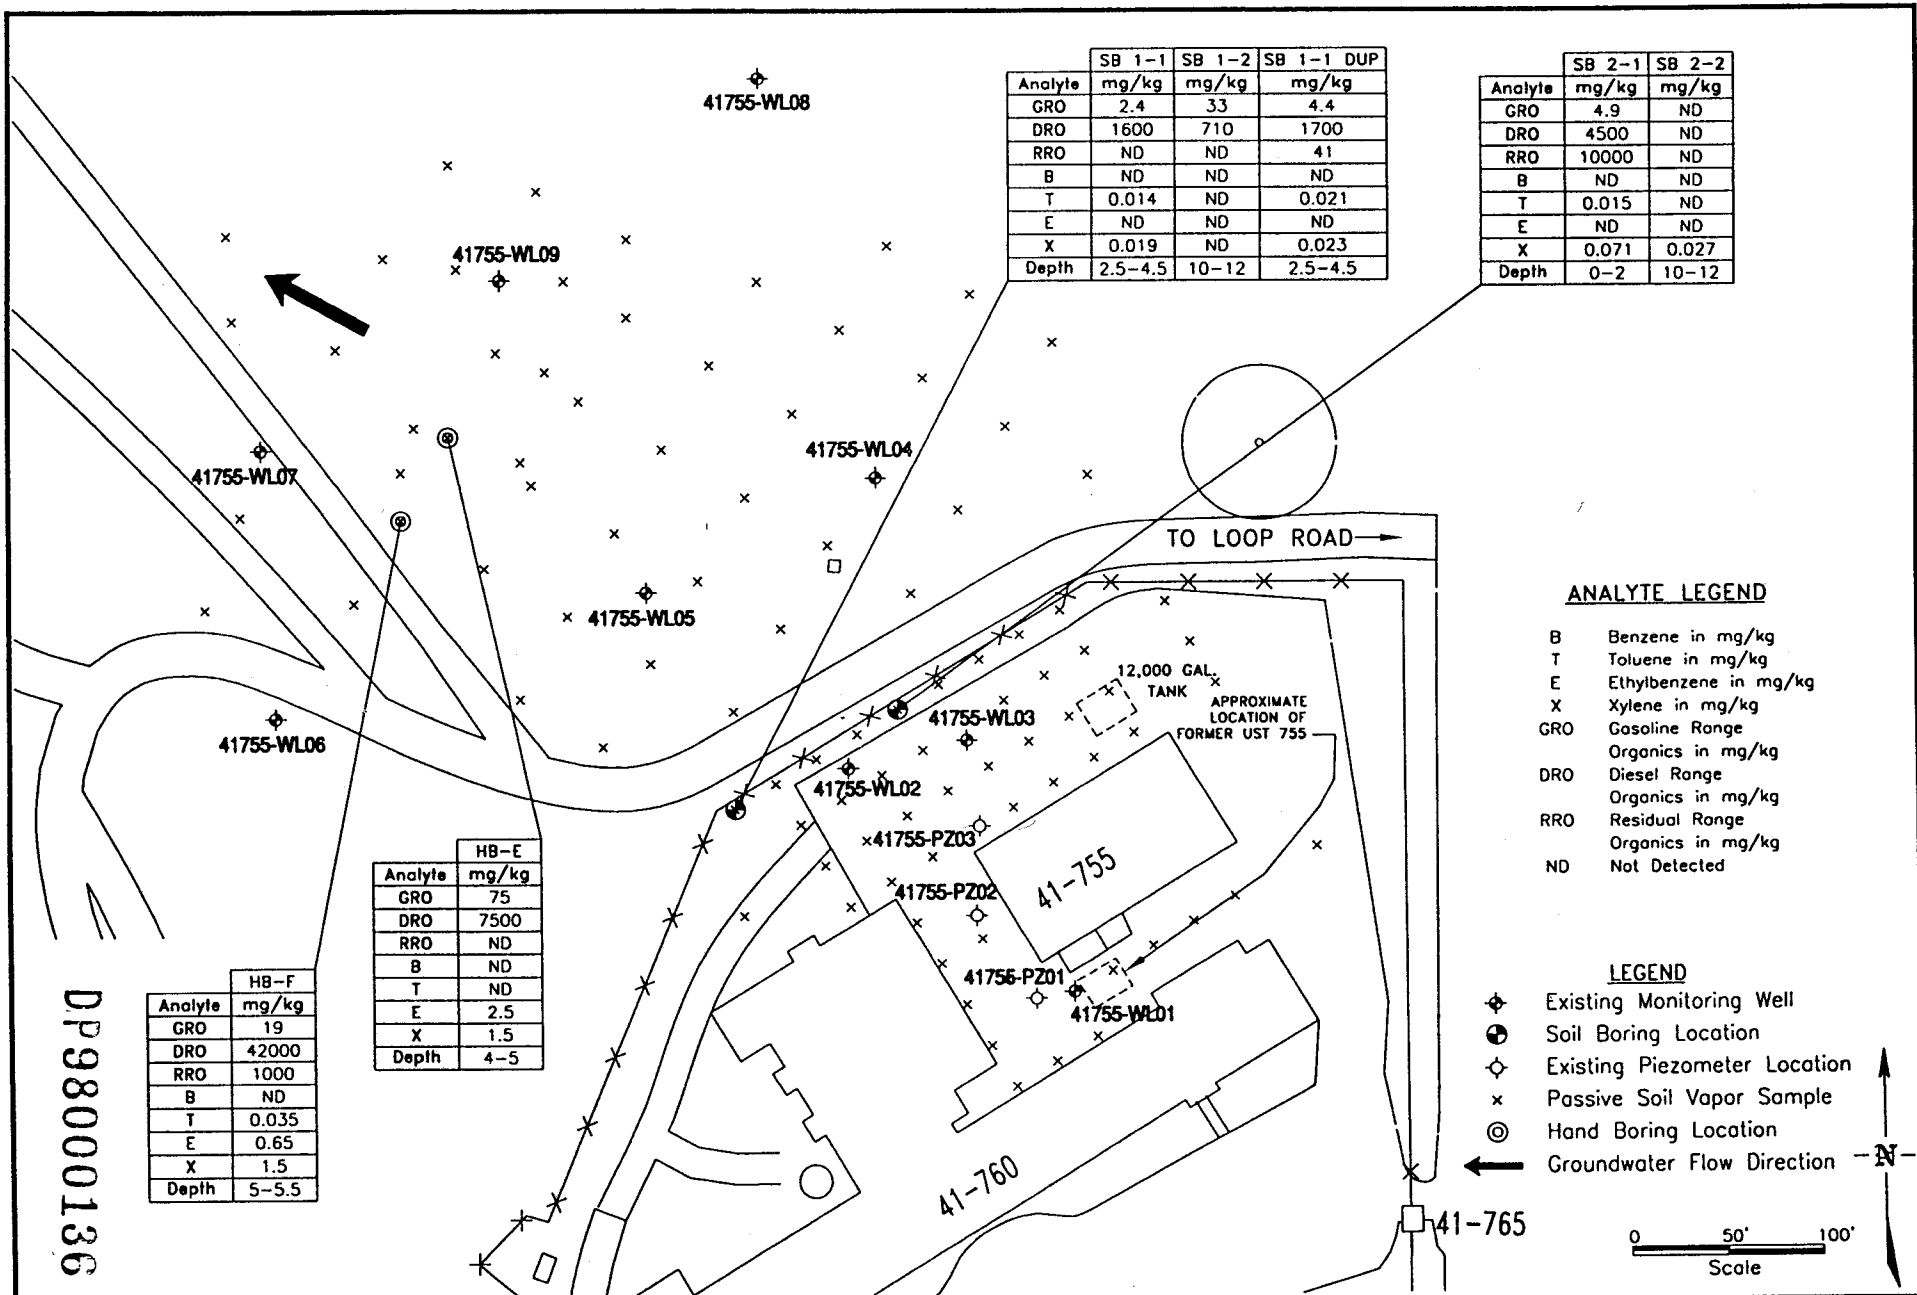 41755-WL08
SB 1-1 SB 1-2 SB 1-1 DUP
Analyte mg/kg mg/kg mg/kg
GRO 2.4 33 4.4
DRO 1600 710 1700
RRO ND ND 41
B ND ND ND
T 0.014 ND 0.021
E ND ND ND
X 0.019 ND 0.023
Depth 2.5-4.5 10-12 2.5-4.5
SB 2-1 SB 2-2
Analyte mg/kg mg/kg
GRO 4.9 ND
DRO 4500 ND
RRO 10000 ND
B ND ND
T 0.015 ND
E ND ND
X 0.071 0.027
Depth 0-2 10-12
41755-WL09
41755-WL07
41755-WL04
41755-WL05
41755-WL06
TO LOOP ROAD
12,000 GAL.
TANK
APPROXIMATE
LOCATION OF
FORMER UST 755
41755-WL03
41755-WL02
41755-PZ03
41755-PZ02
41755-PZ01
41755-WL01
41-755
41-760
41-765
HB-E
Analyte mg/kg
GRO 75
DRO 7500
RRO ND
B ND
T ND
E 2.5
X 1.5
Depth 4-5
HB-F
Analyte mg/kg
GRO 19
DRO 42000
RRO 1000
B ND
T 0.035
E 0.65
X 1.5
Depth 5-5.5
DP98000136
ANALYTE LEGEND
B Benzene in mg/kg
T Toluene in mg/kg
E Ethylbenzene in mg/kg
X Xylene in mg/kg
GRO Gasoline Range
Organics in mg/kg
DRO Diesel Range
Organics in mg/kg
RRO Residual Range
Organics in mg/kg
ND Not Detected
LEGEND
Existing Monitoring Well
Soil Boring Location
Existing Piezometer Location
x Passive Soil Vapor Sample
Hand Boring Location
Groundwater Flow Direction
N
0 50' 100'
Scale